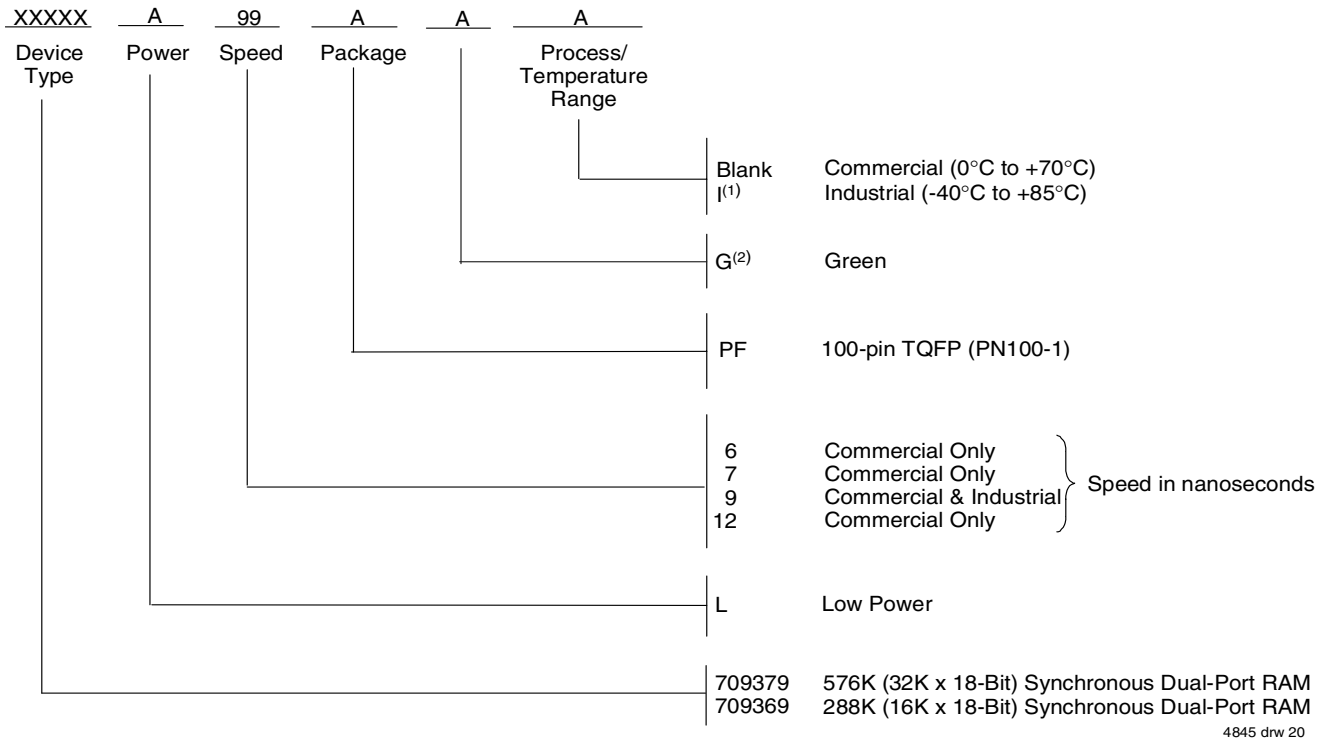 XXXXX A 99 A A A
Device Type
Power
Speed
Package
Process/
Temperature
Range
Blank Commercial (0°C to +70°C)
I(1) Industrial (-40°C to +85°C)
G(2) Green
PF 100-pin TQFP (PN100-1)
6 Commercial Only
7 Commercial Only
9 Commercial & Industrial
12 Commercial Only
Speed in nanoseconds
L Low Power
709379 576K (32K x 18-Bit) Synchronous Dual-Port RAM
709369 288K (16K x 18-Bit) Synchronous Dual-Port RAM
4845 drw 20